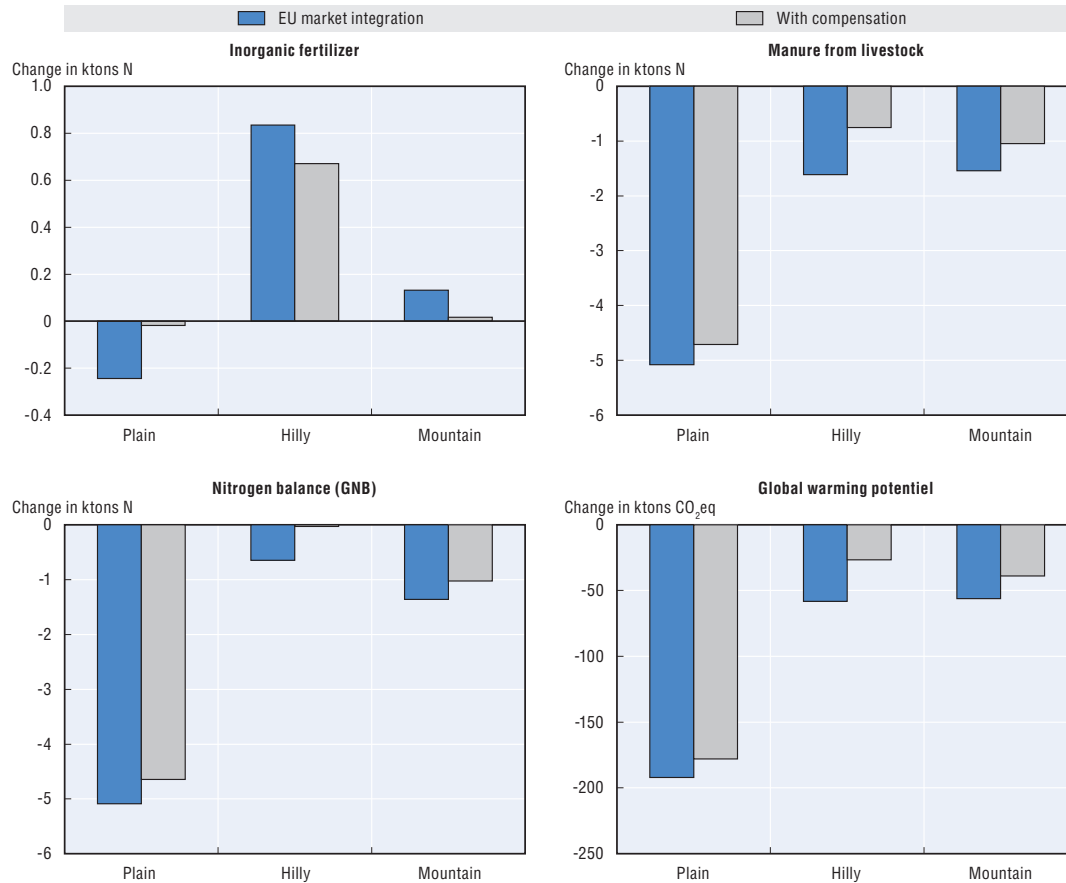 EU market integration
With compensation
Inorganic fertilizer
Change in ktons N
1.0
0.8
0.6
0.4
0.2
0
-0.2
-0.4
Plain
Hilly
Mountain
Manure from livestock
Change in ktons N
0
-1
-2
-3
-4
-5
-6
Plain
Hilly
Mountain
Nitrogen balance (GNB)
Change in ktons N
0
-1
-2
-3
-4
-5
-6
Plain
Hilly
Mountain
Global warming potentiel
Change in ktons CO₂eq
0
-50
-100
-150
-200
-250
Plain
Hilly
Mountain